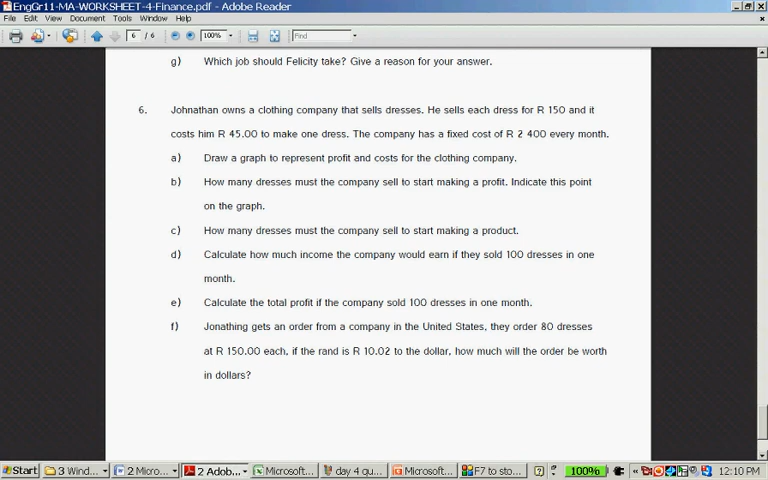 EngGr11-MA-WORKSHEET-4-Finance.pdf - Adobe Reader
File Edit View Document Tools Window Help
6 / 6 100% Find
g) Which job should Felicity take? Give a reason for your answer.
6. Johnathan owns a clothing company that sells dresses. He sells each dress for R 150 and it
costs him R 45.00 to make one dress. The company has a fixed cost of R 2 400 every month.
a) Draw a graph to represent profit and costs for the clothing company.
b) How many dresses must the company sell to start making a profit. Indicate this point
on the graph.
c) How many dresses must the company sell to start making a product.
d) Calculate how much income the company would earn if they sold 100 dresses in one
month.
e) Calculate the total profit if the company sold 100 dresses in one month.
f) Jonathing gets an order from a company in the United States, they order 80 dresses
at R 150.00 each, if the rand is R 10.02 to the dollar, how much will the order be worth
in dollars?
Start 3 Wind... 2 Micro... 2 Adob... Microsoft... day 4 qu... Microsoft... F7 to sto... 100% 12:10 PM